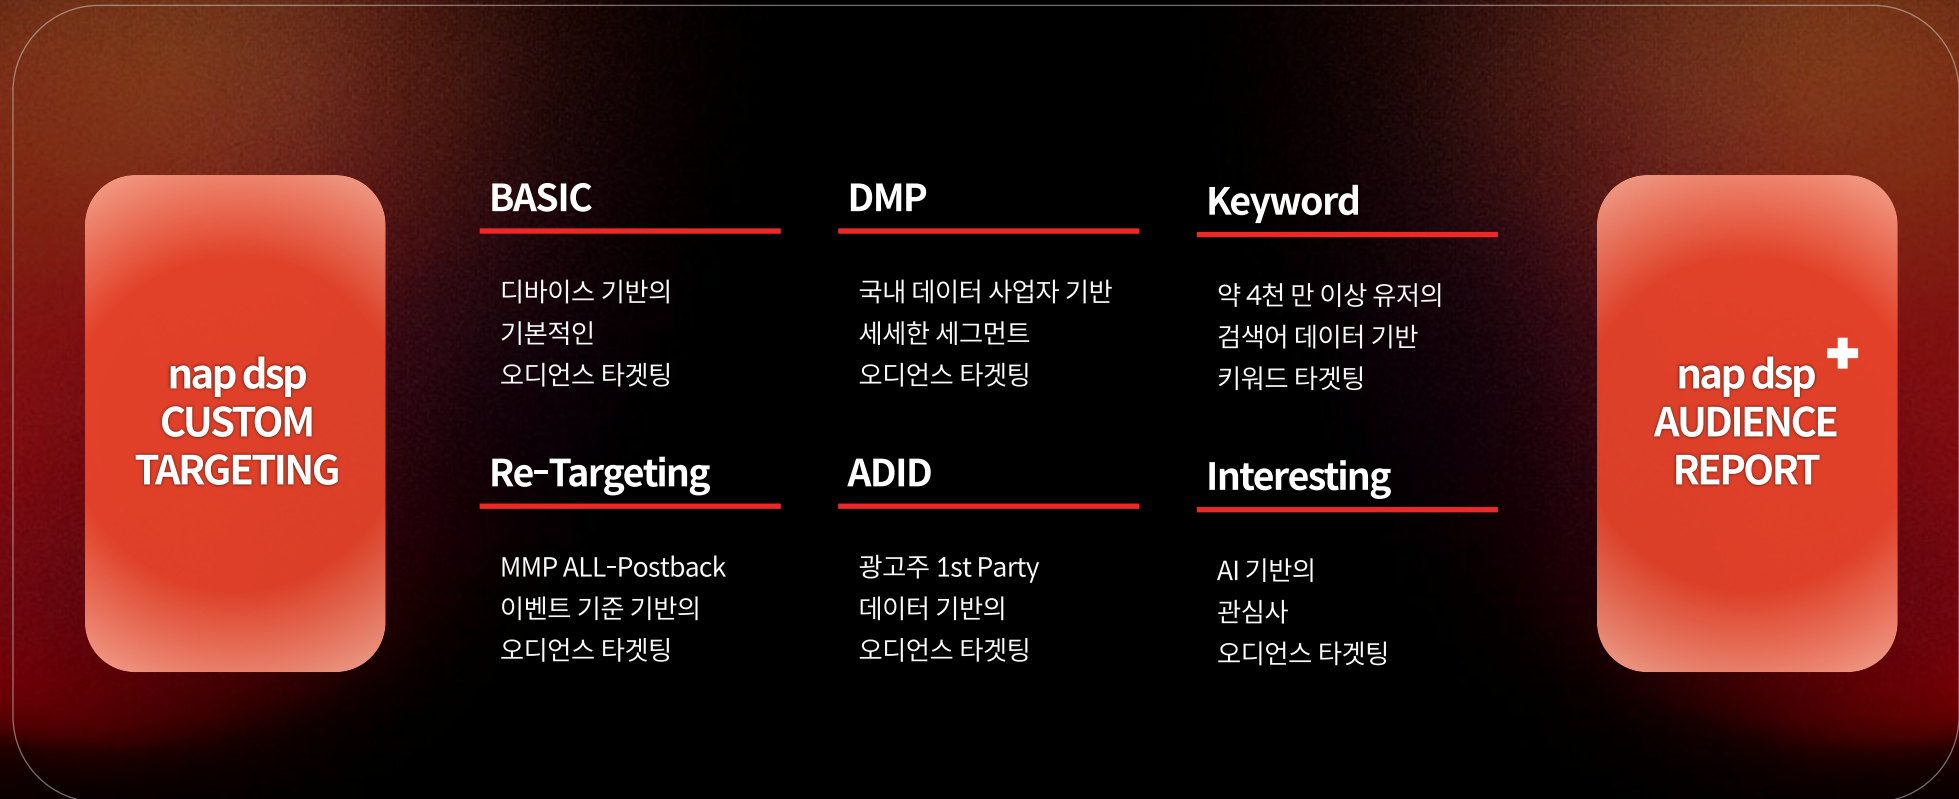 nap dsp
CUSTOM
TARGETING
BASIC
디바이스 기반의
기본적인
오디언스 타겟팅
DMP
국내 데이터 사업자 기반
세세한 세그먼트
오디언스 타겟팅
Keyword
약 4천 만 이상 유저의
검색어 데이터 기반
키워드 타겟팅
Re-Targeting
MMP ALL-Postback
이벤트 기준 기반의
오디언스 타겟팅
ADID
광고주 1st Party
데이터 기반의
오디언스 타겟팅
Interesting
AI 기반의
관심사
오디언스 타겟팅
nap dsp
AUDIENCE
REPORT